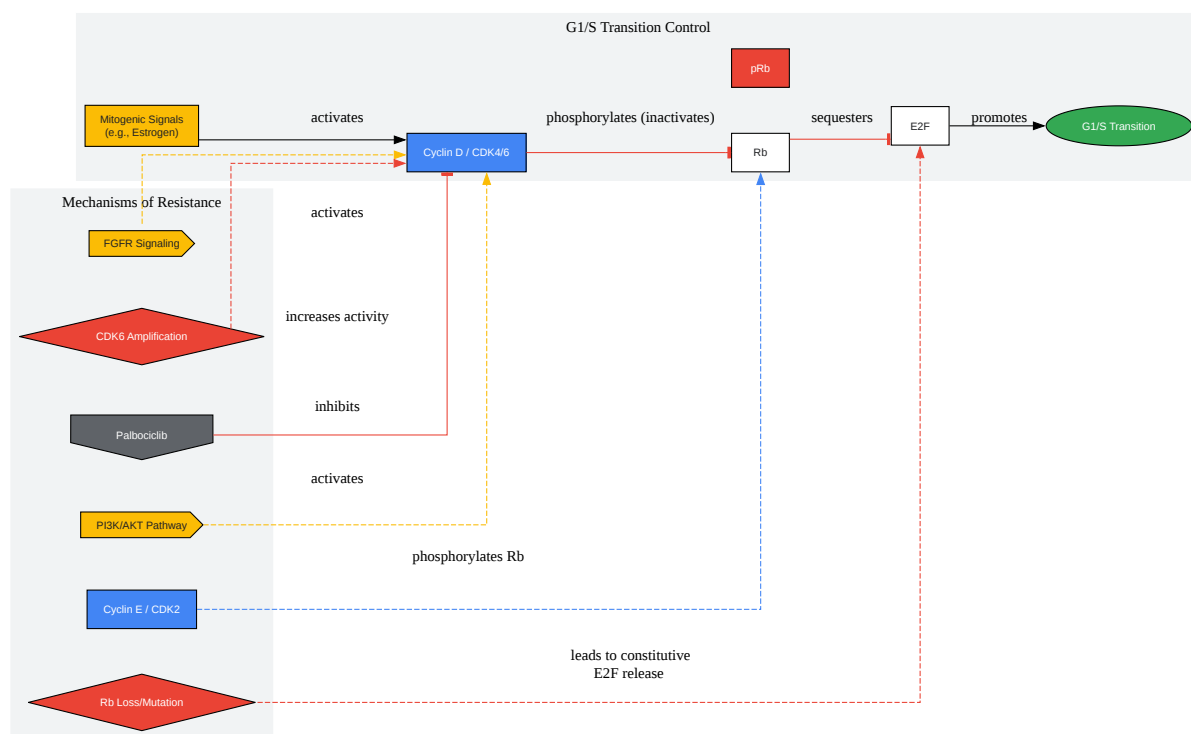 G1/S Transition Control
pRb
Mitogenic Signals
(e.g., Estrogen)
activates
Cyclin D / CDK4/6
phosphorylates (inactivates)
Rb
sequesters
E2F
promotes
G1/S Transition
Mechanisms of Resistance
activates
FGFR Signaling
increases activity
CDK6 Amplification
inhibits
Palbociclib
activates
PI3K/AKT Pathway
phosphorylates Rb
Cyclin E / CDK2
leads to constitutive
E2F release
Rb Loss/Mutation